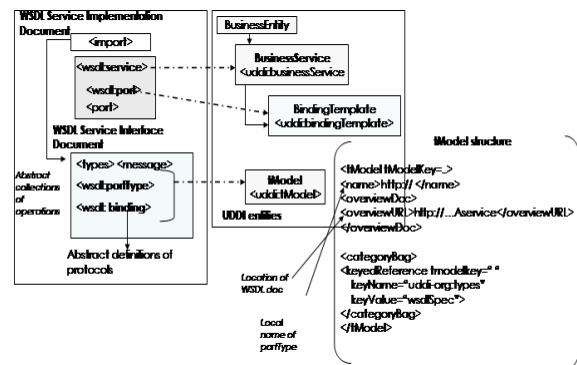 WSDL Service Implementation
Document
<import>
<wsdl:service>
<wsdl:port>
<port>
WSDL Service Interface
Document
<types> <message>
<wsdl:portType>
<wsdl: binding>
Abstract
collections
of
operations
Abstract definitions of
protocols
BusinessEntity
BusinessService
<uddi:businessService
BindingTemplate
<uddi:bindingTemplate>
tModel
<uddi:tModel>
UDDI entities
Location of
WSDL doc
Local
name of
portType
tModel structure
<tModel tModelKey=..>
<name>http:// </name>
<overviewDoc>
<overviewURL>http://....Aservice</overviewURL>
</overviewDoc>
<categoryBag>
<keyedReference tmodelkey=" "
keyName="uddi-org:types"
keyValue="wsdlSpec">
</categoryBag>
</tModel>